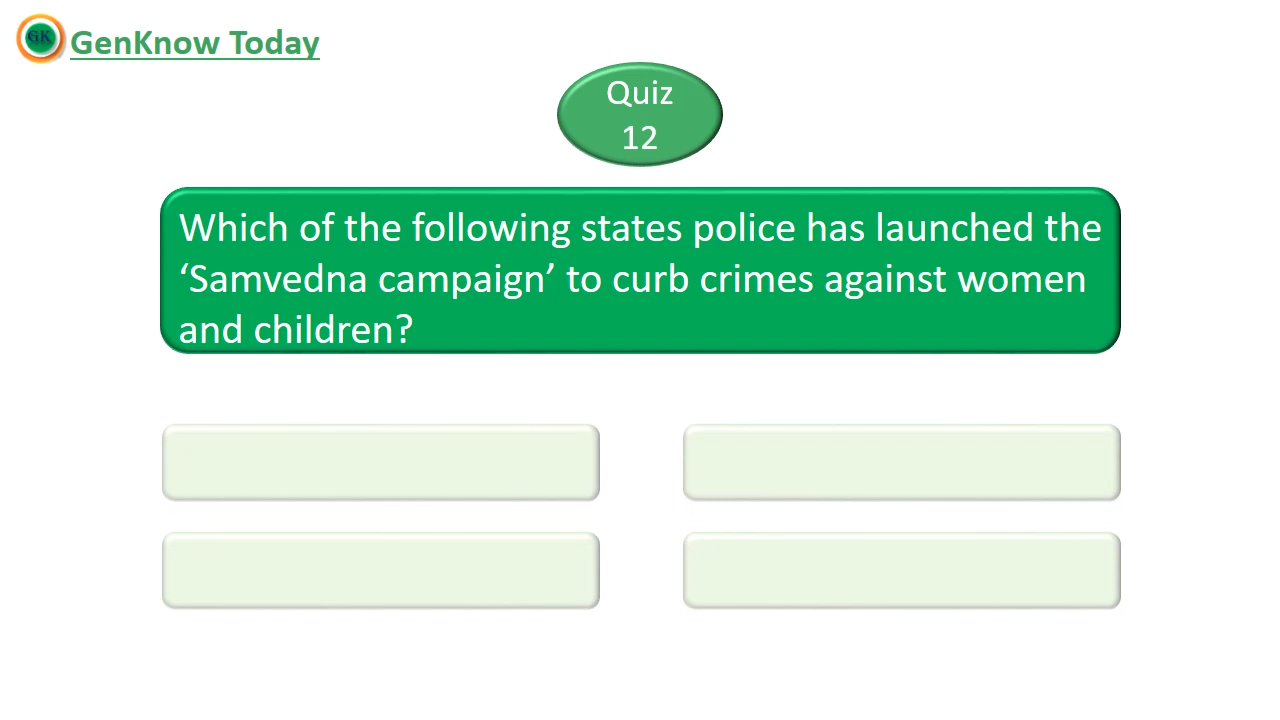 GK
GenKnow Today
Quiz
12
Which of the following states police has launched the
‘Samvedna campaign’ to curb crimes against women
and children?